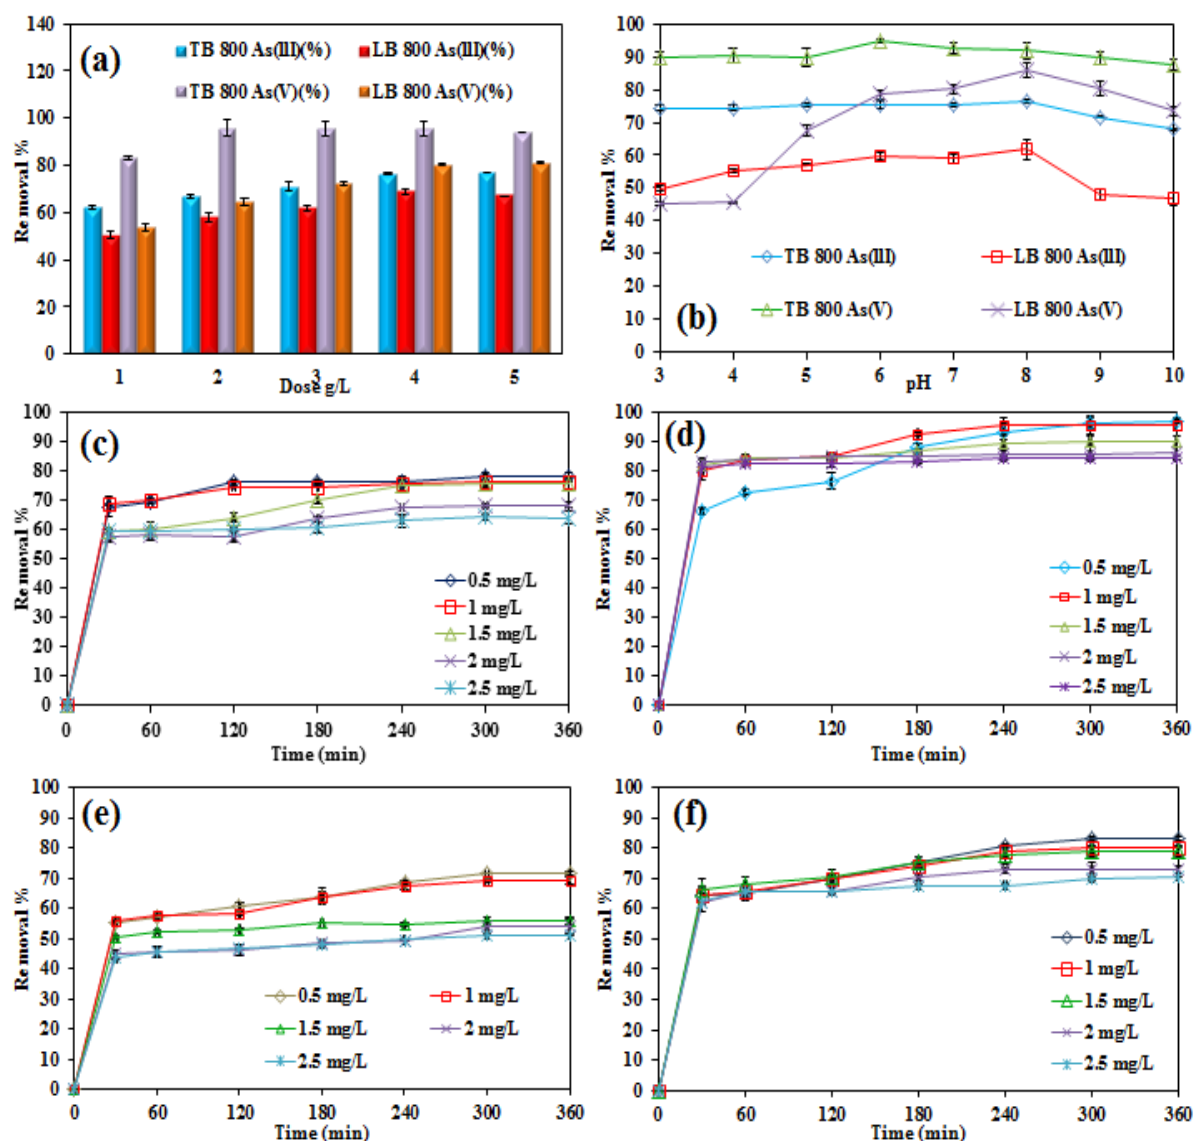 (a)
TB 800 As(III)(%) LB 800 As(III)(%)
TB 800 As(V)(%) LB 800 As(V)(%)
Removal %
140
120
100
80
60
40
20
0
1 2 3 4 5
Dose g/L
(b)
Removal %
100
90
80
70
60
50
40
30
20
10
0
TB 800 As(III) LB 800 As(III)
TB 800 As(V) LB 800 As(V)
3 4 5 6 7 8 9 10
pH
(c)
Removal %
100
90
80
70
60
50
40
30
20
10
0
0.5 mg/L
1 mg/L
1.5 mg/L
2 mg/L
2.5 mg/L
0 60 120 180 240 300 360
Time (min)
(d)
Removal %
100
90
80
70
60
50
40
30
20
10
0
0.5 mg/L
1 mg/L
1.5 mg/L
2 mg/L
2.5 mg/L
0 60 120 180 240 300 360
Time (min)
(e)
Removal %
100
90
80
70
60
50
40
30
20
10
0
0.5 mg/L 1 mg/L
1.5 mg/L 2 mg/L
2.5 mg/L
0 60 120 180 240 300 360
Time (min)
(f)
Removal %
100
90
80
70
60
50
40
30
20
10
0
0.5 mg/L
1 mg/L
1.5 mg/L
2 mg/L
2.5 mg/L
0 60 120 180 240 300 360
Time (min)